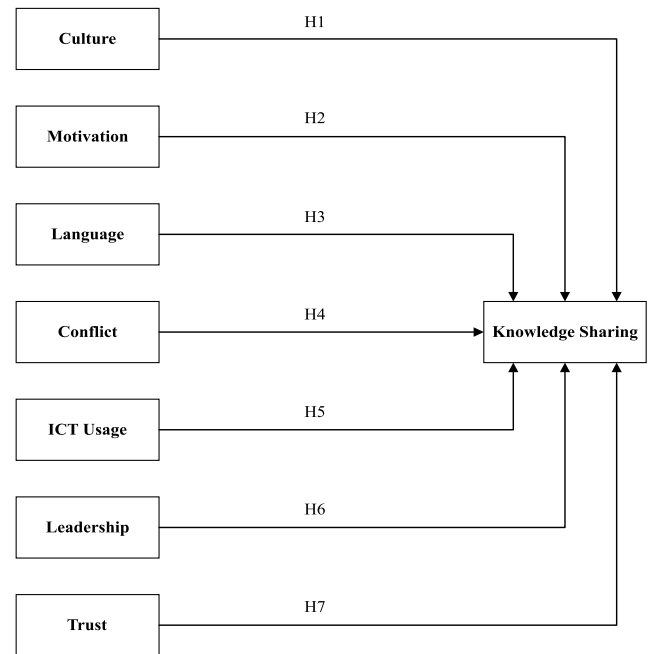 H1
Culture
H2
Motivation
H3
Language
H4
Conflict
Knowledge Sharing
H5
ICT Usage
H6
Leadership
H7
Trust